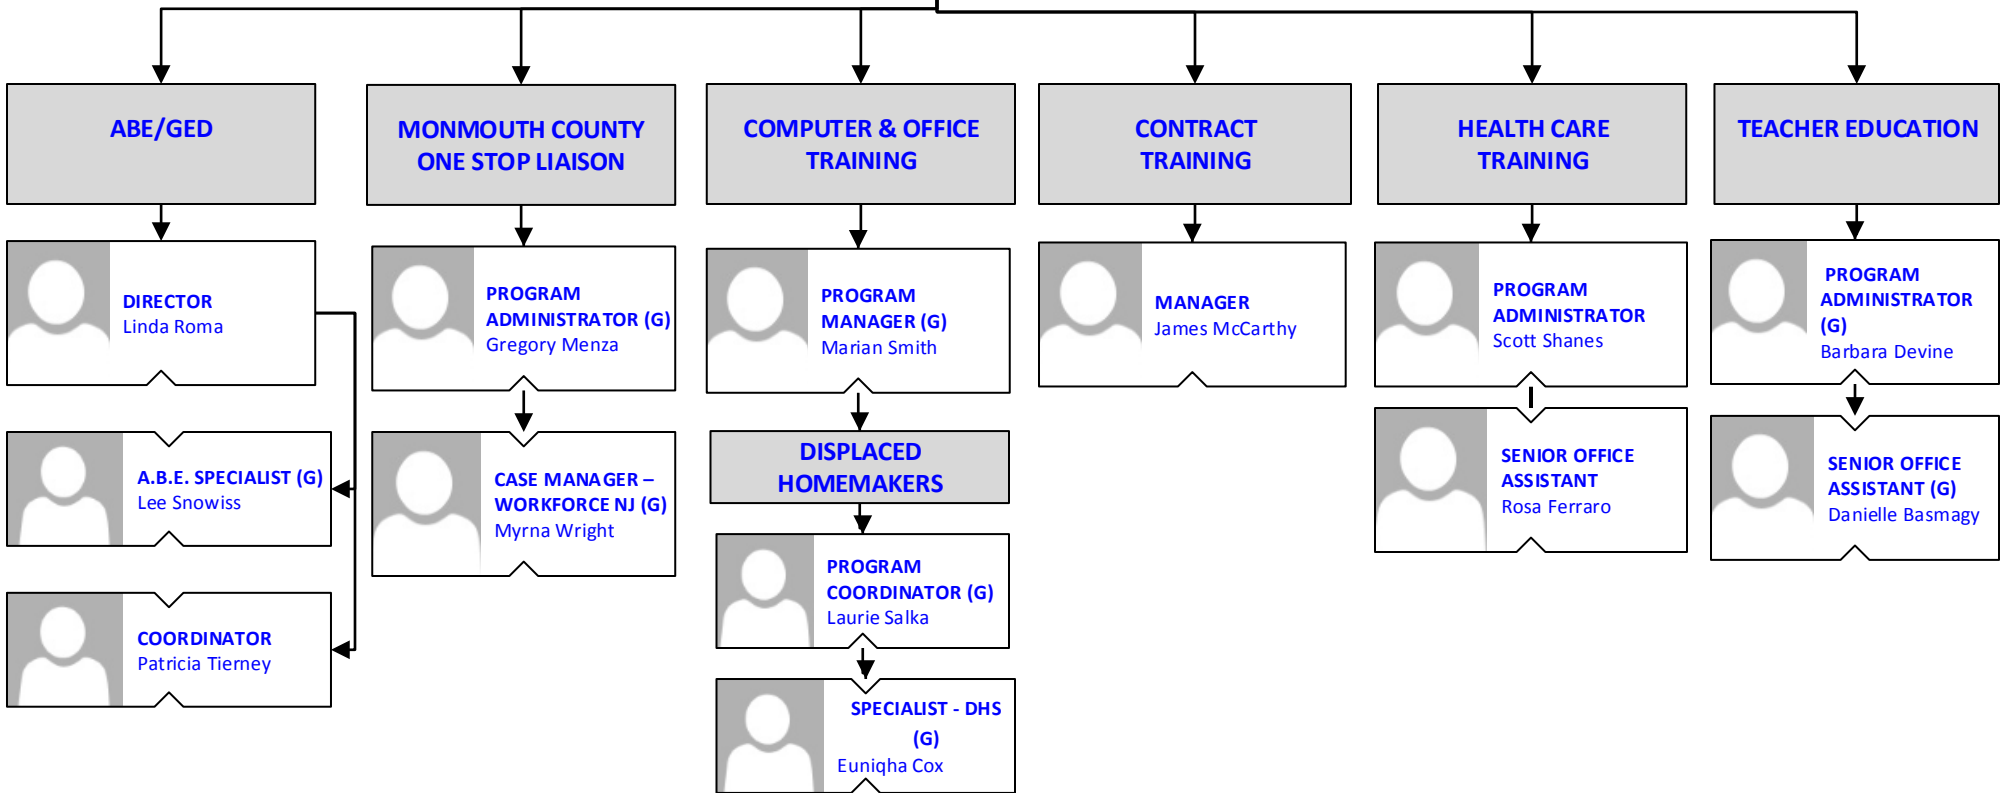 ABE/GED
DIRECTOR
Linda Roma
A.B.E. SPECIALIST (G)
Lee Snowiss
COORDINATOR
Patricia Tierney
MONMOUTH COUNTY
ONE STOP LIAISON
PROGRAM
ADMINISTRATOR (G)
Gregory Menza
CASE MANAGER –
WORKFORCE NJ (G)
Myrna Wright
COMPUTER & OFFICE
TRAINING
PROGRAM
MANAGER (G)
Marian Smith
DISPLACED
HOMEMAKERS
PROGRAM
COORDINATOR (G)
Laurie Salka
SPECIALIST - DHS
(G)
Euniqha Cox
CONTRACT
TRAINING
MANAGER
James McCarthy
HEALTH CARE
TRAINING
PROGRAM
ADMINISTRATOR
Scott Shanes
SENIOR OFFICE
ASSISTANT
Rosa Ferraro
TEACHER EDUCATION
PROGRAM
ADMINISTRATOR
(G)
Barbara Devine
SENIOR OFFICE
ASSISTANT (G)
Danielle Basmagy